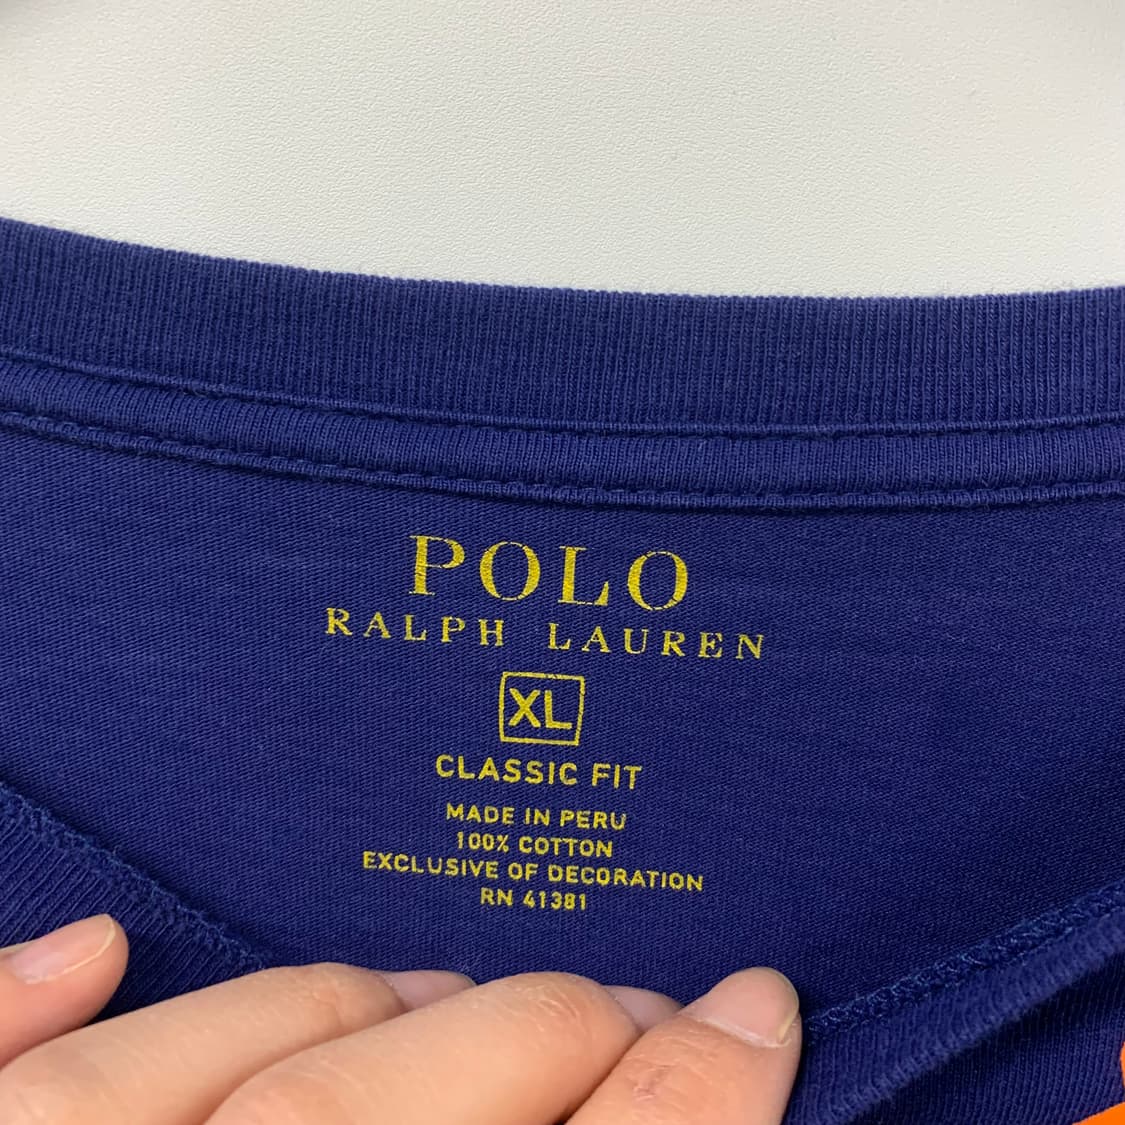 POLO
RALPH LAUREN
XL
CLASSIC FIT
MADE IN PERU
100% COTTON
EXCLUSIVE OF DECORATION
RN 41381